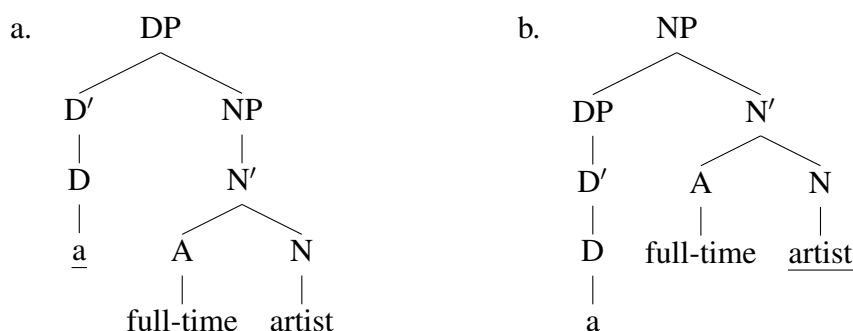 a. DP b. NP
D′ NP DP N′
D N′ D′ A N
a A N D full-time artist
full-time artist a